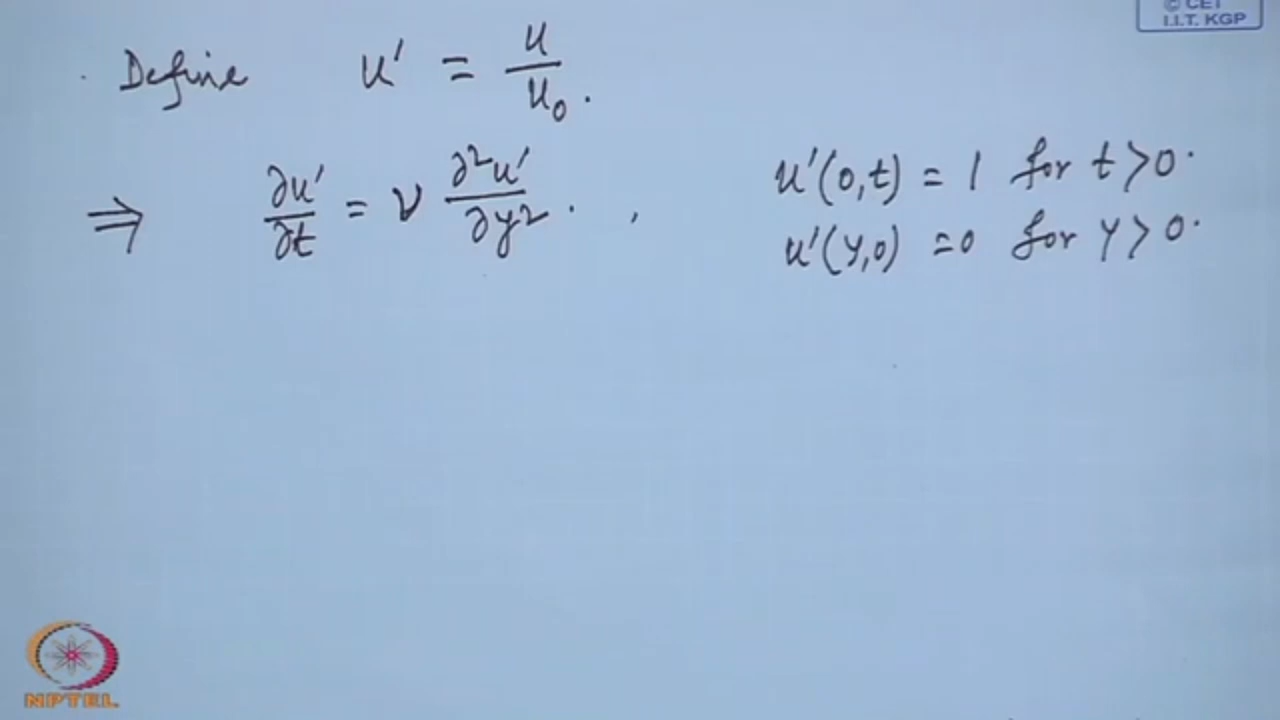 © CET
I.I.T. KGP
Define u' = u/u₀.
⇒ ∂u'/∂t = ν ∂²u'/∂y². , u'(0,t) = 1 for t>0.
u'(y,0) =0 for y>0.
NPTEL